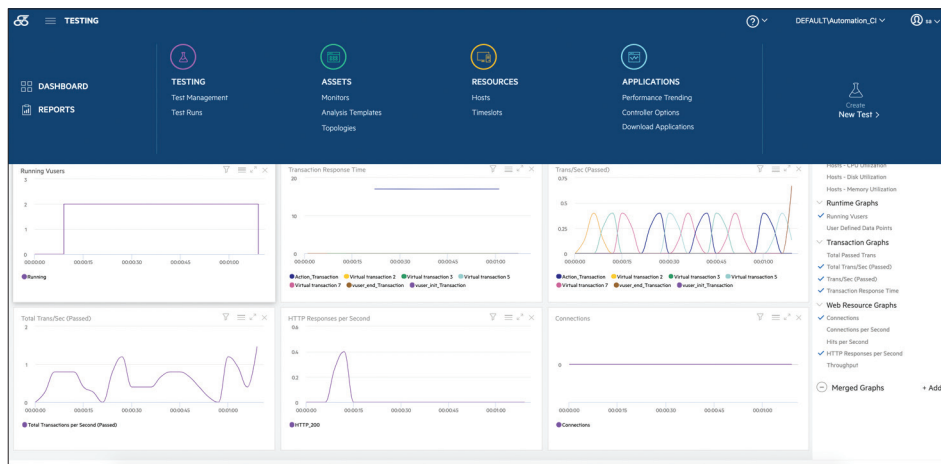 TESTING
DEFAULT\Automation_CI
sa
DASHBOARD
REPORTS
TESTING
Test Management
Test Runs
ASSETS
Monitors
Analysis Templates
Topologies
RESOURCES
Hosts
Timeslots
APPLICATIONS
Performance Trending
Controller Options
Download Applications
Create
New Test >
Running Vusers
3
2
1
0
00:00:00 00:00:15 00:00:30 00:00:45 00:01:00
Running
Transaction Response Time
20
10
0
00:00:00 00:00:15 00:00:30 00:00:45 00:01:00
Action_Transaction Virtual transaction 2 Virtual transaction 3 Virtual transaction 5
Virtual transaction 7 vuser_end_Transaction vuser_init_Transaction
Trans/Sec (Passed)
0.75
0.5
0.25
0
00:00:00 00:00:15 00:00:30 00:00:45 00:01:00
Action_Transaction Virtual transaction 2 Virtual transaction 3 Virtual transaction 5
Virtual transaction 7 vuser_end_Transaction vuser_init_Transaction
Total Trans/Sec (Passed)
2
1
0
00:00:00 00:00:15 00:00:30 00:00:45 00:01:00
Total Transactions per Second (Passed)
HTTP Responses per Second
0.6
0.4
0.2
0
00:00:00 00:00:15 00:00:30 00:00:45 00:01:00
HTTP_200
Connections
0
00:00:00 00:00:15 00:00:30 00:00:45 00:01:00
Connections
Hosts - CPU Utilization
Hosts - Disk Utilization
Hosts - Memory Utilization
Runtime Graphs
Running Vusers
User Defined Data Points
Transaction Graphs
Total Passed Trans
Total Trans/Sec (Passed)
Trans/Sec (Passed)
Transaction Response Time
Web Resource Graphs
Connections
Connections per Second
Hits per Second
HTTP Responses per Second
Throughput
Merged Graphs + Add